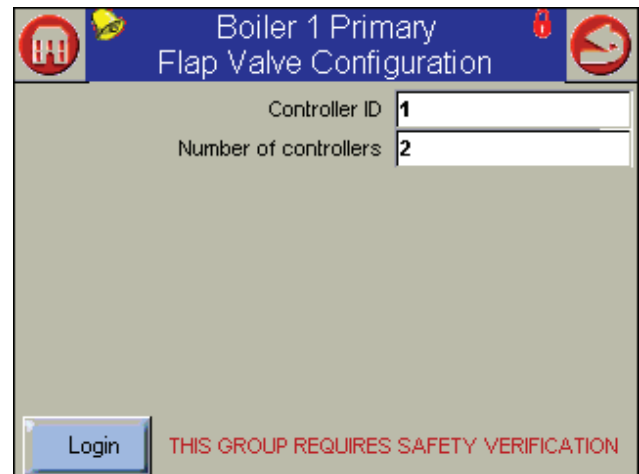 Boiler 1 Primary
Flap Valve Configuration
Controller ID 1
Number of controllers 2
Login THIS GROUP REQUIRES SAFETY VERIFICATION